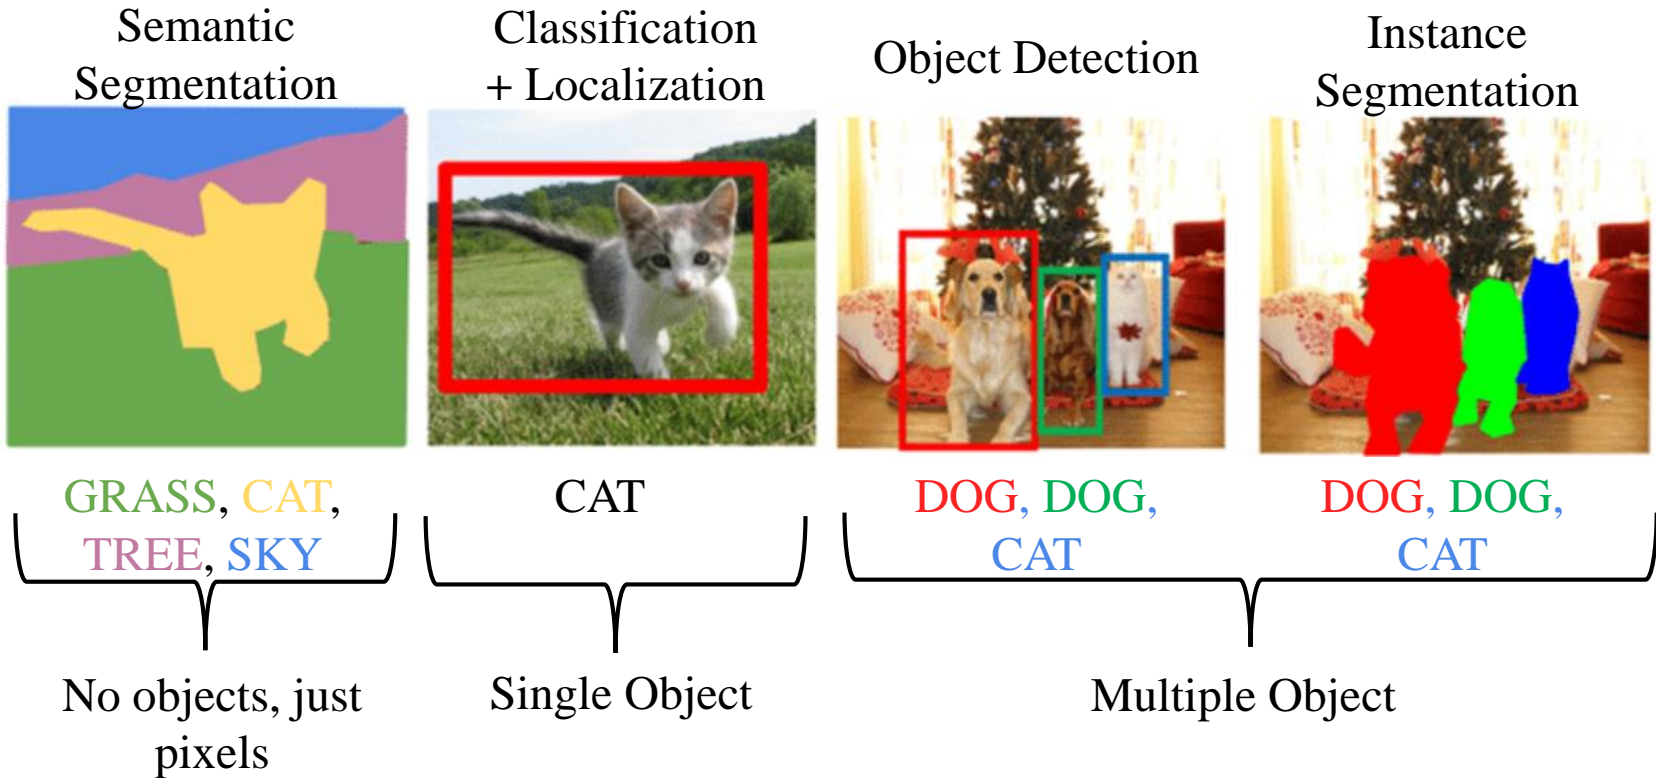 Semantic
Segmentation
Classification
+ Localization
Object Detection
Instance
Segmentation
GRASS, CAT,
TREE, SKY
CAT
DOG, DOG,
CAT
DOG, DOG,
CAT
No objects, just
pixels
Single Object
Multiple Object